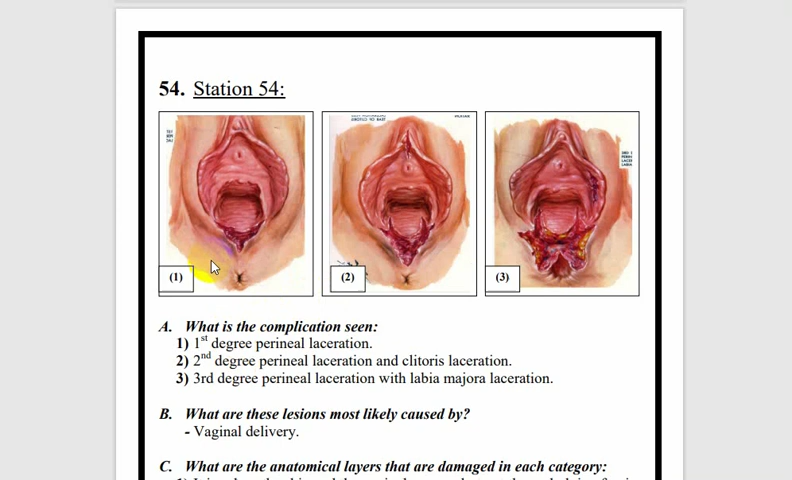 54. Station 54:
(1)
(2)
(3)
A. What is the complication seen:
1) 1st degree perineal laceration.
2) 2nd degree perineal laceration and clitoris laceration.
3) 3rd degree perineal laceration with labia majora laceration.
B. What are these lesions most likely caused by?
- Vaginal delivery.
C. What are the anatomical layers that are damaged in each category: